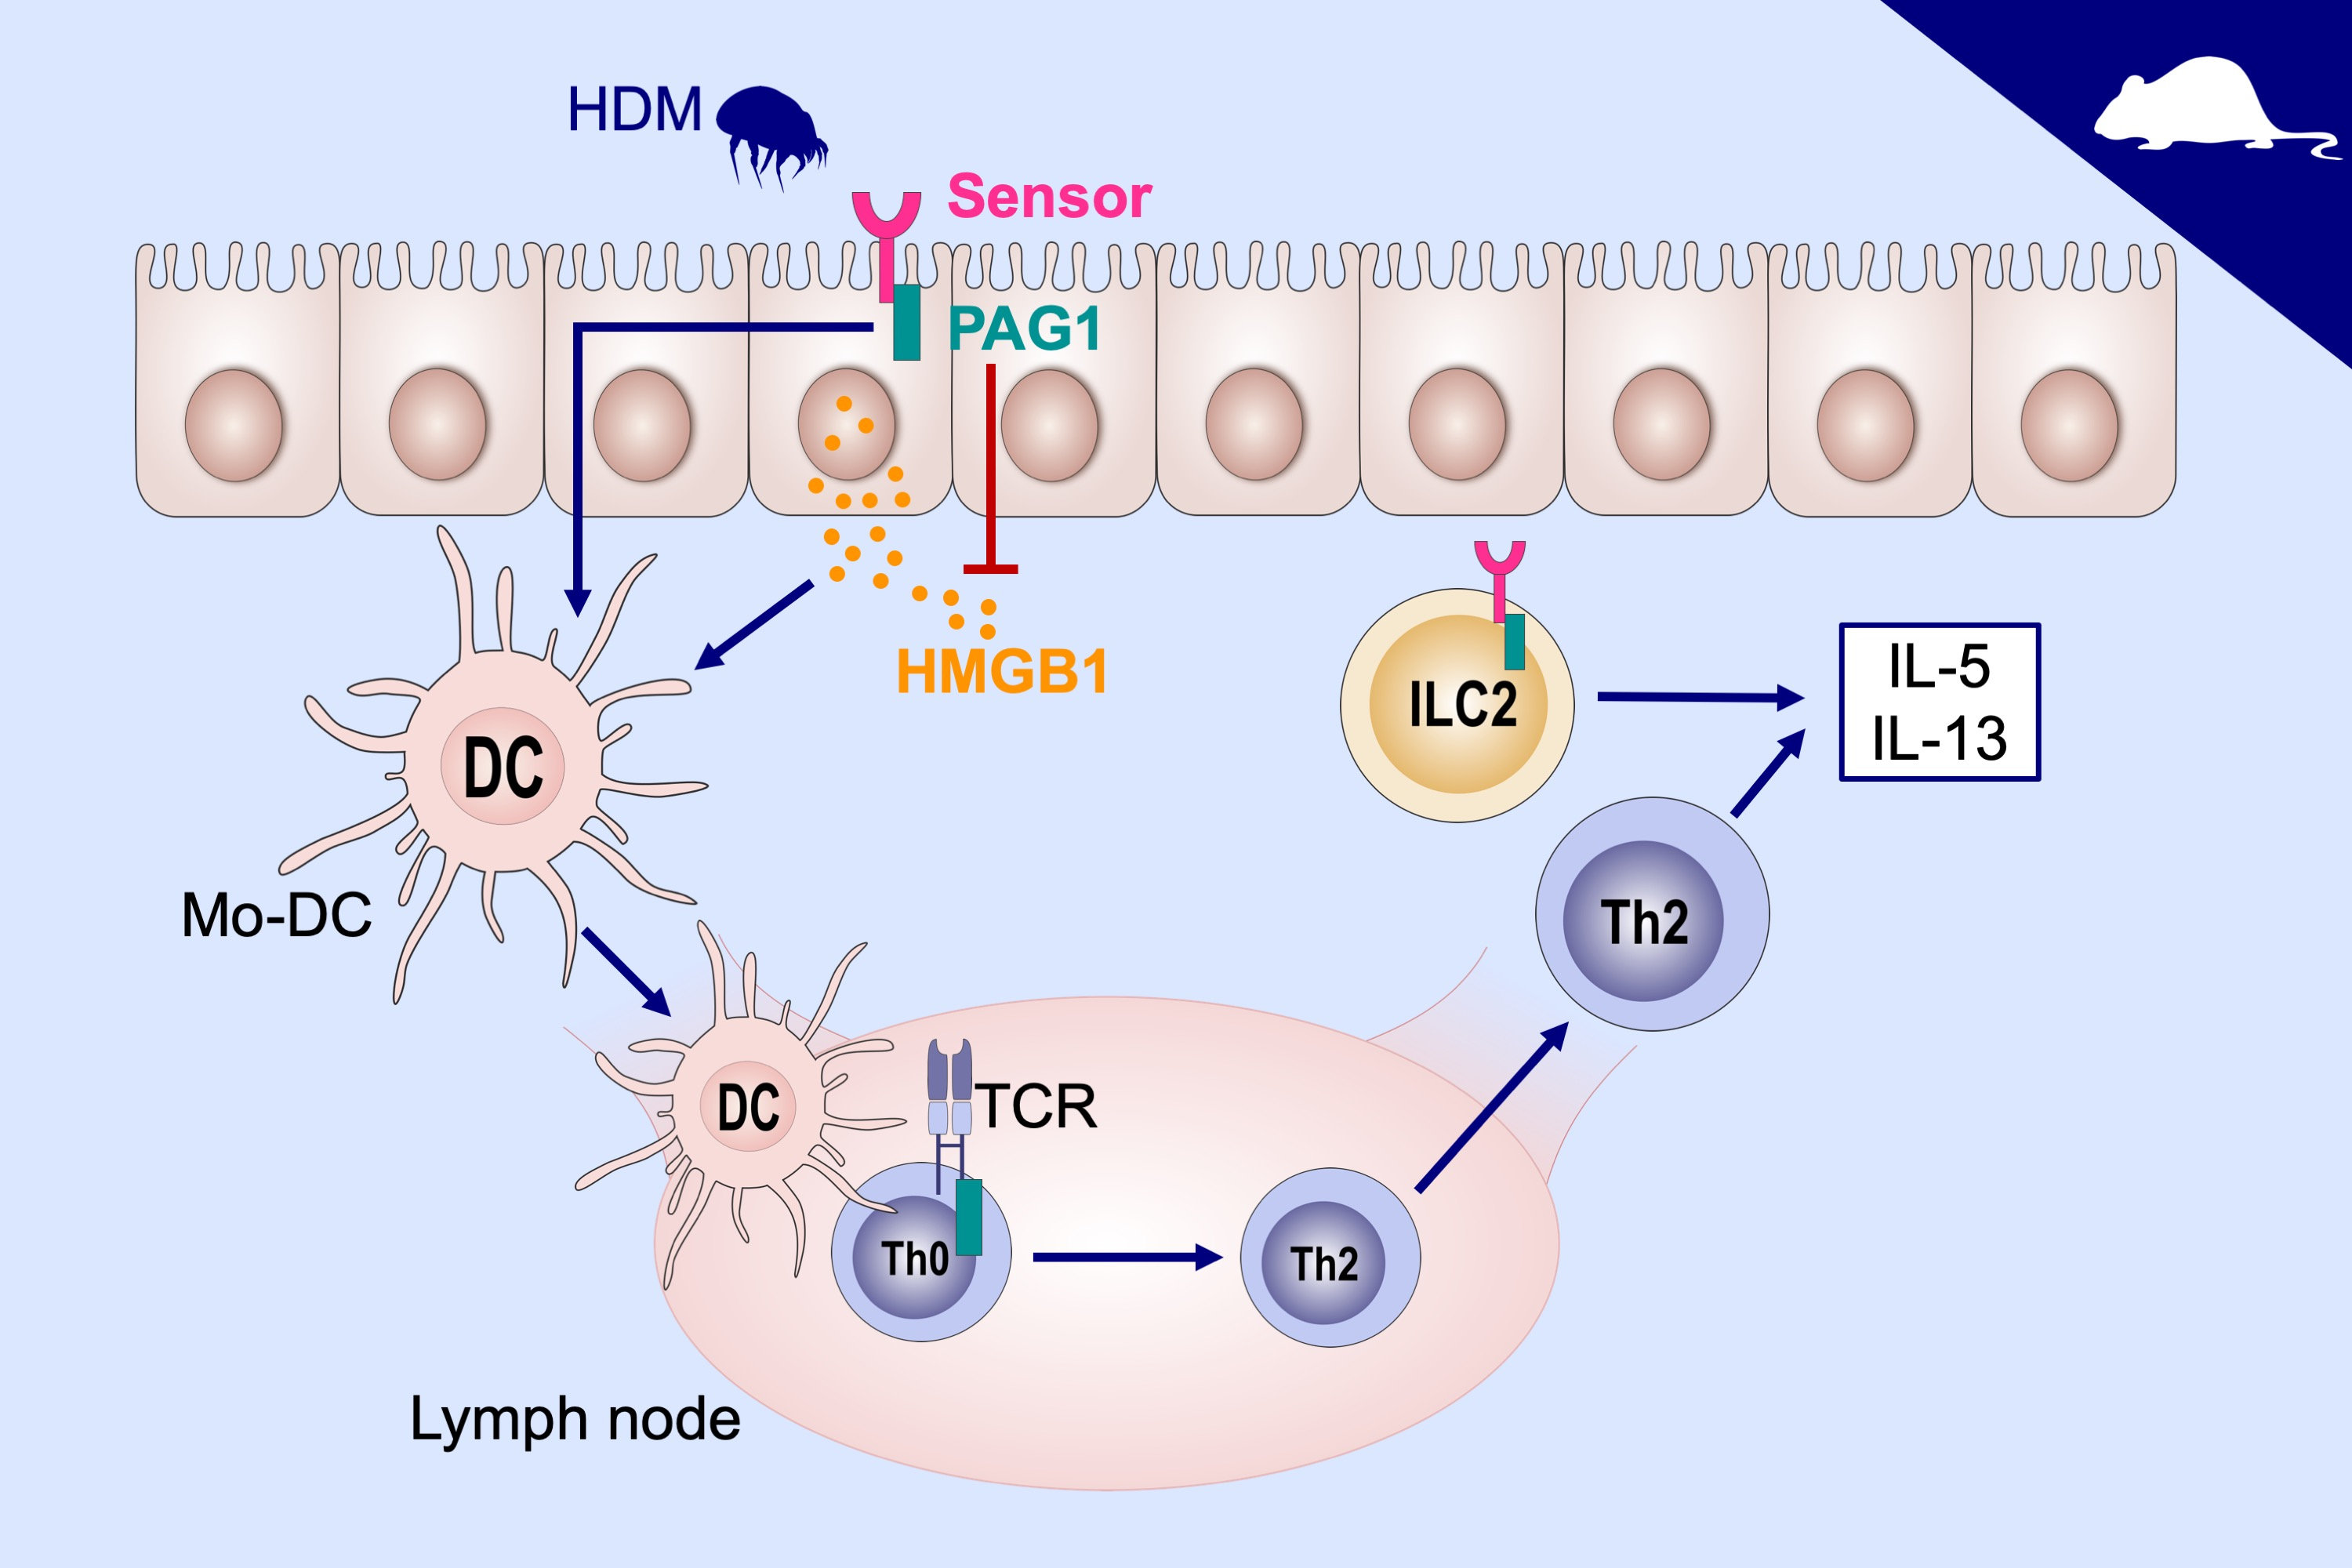 HDM
Sensor
PAG1
HMGB1
DC
Mo-DC
ILC2
IL-5
IL-13
Th2
DC
TCR
Th0
Th2
Lymph node